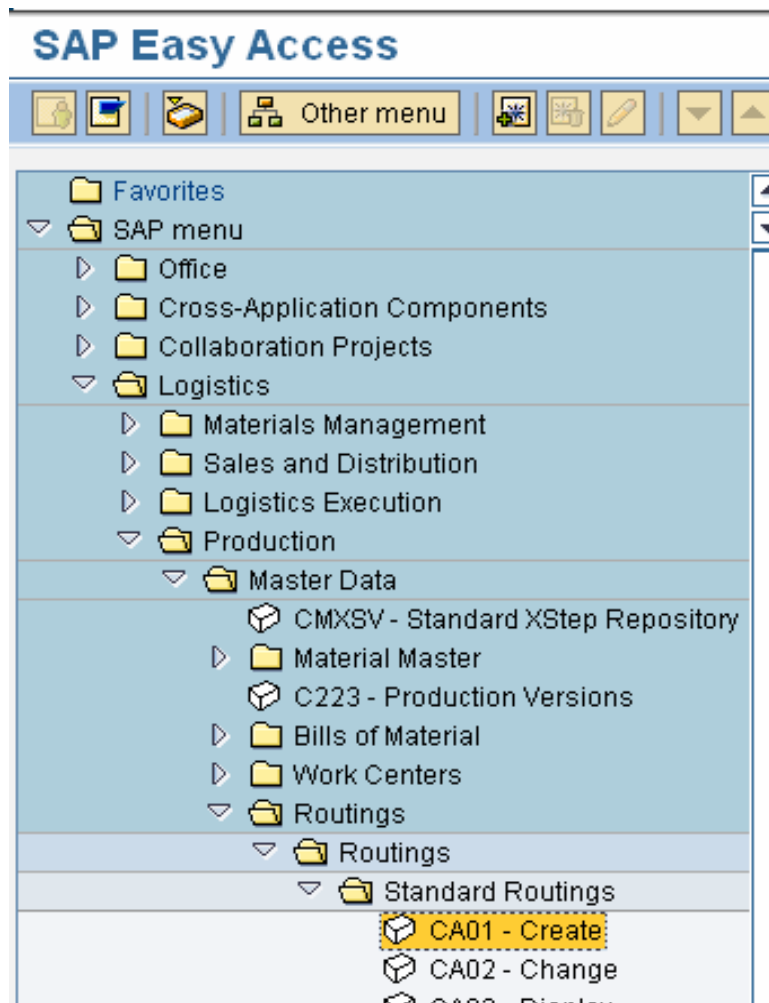 SAP Easy Access
Other menu
Favorites
SAP menu
Office
Cross-Application Components
Collaboration Projects
Logistics
Materials Management
Sales and Distribution
Logistics Execution
Production
Master Data
CMXSV - Standard XStep Repository
Material Master
C223 - Production Versions
Bills of Material
Work Centers
Routings
Routings
Standard Routings
CA01 - Create
CA02 - Change